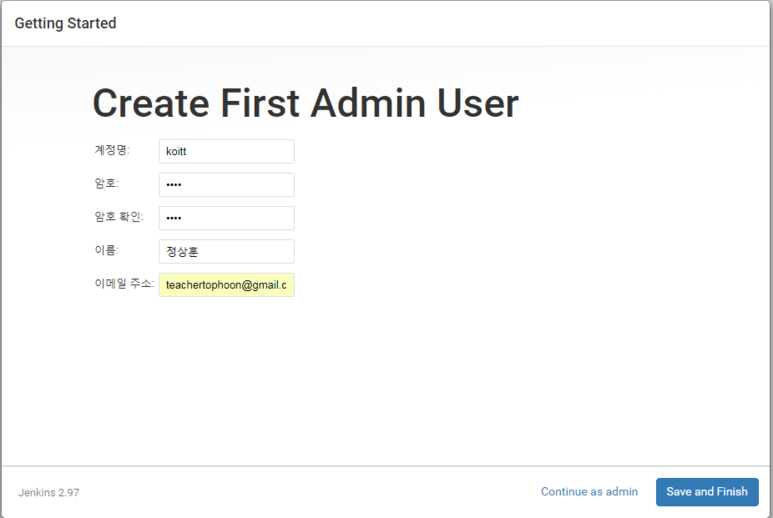 Getting Started
Create First Admin User
계정명: koitt
암호: ••••
암호 확인: ••••
이름: 정상훈
이메일 주소: teachertophoon@gmail.c
Jenkins 2.97 Continue as admin Save and Finish